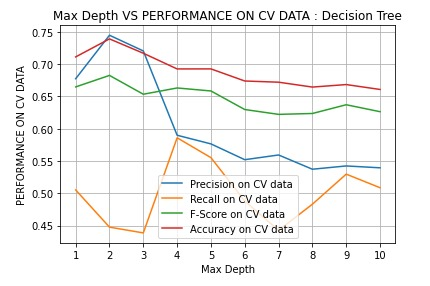 Max Depth VS PERFORMANCE ON CV DATA : Decision Tree
PERFORMANCE ON CV DATA
0.75
0.70
0.65
0.60
0.55
0.50
0.45
Precision on CV data
Recall on CV data
F-Score on CV data
Accuracy on CV data
1 2 3 4 5 6 7 8 9 10
Max Depth